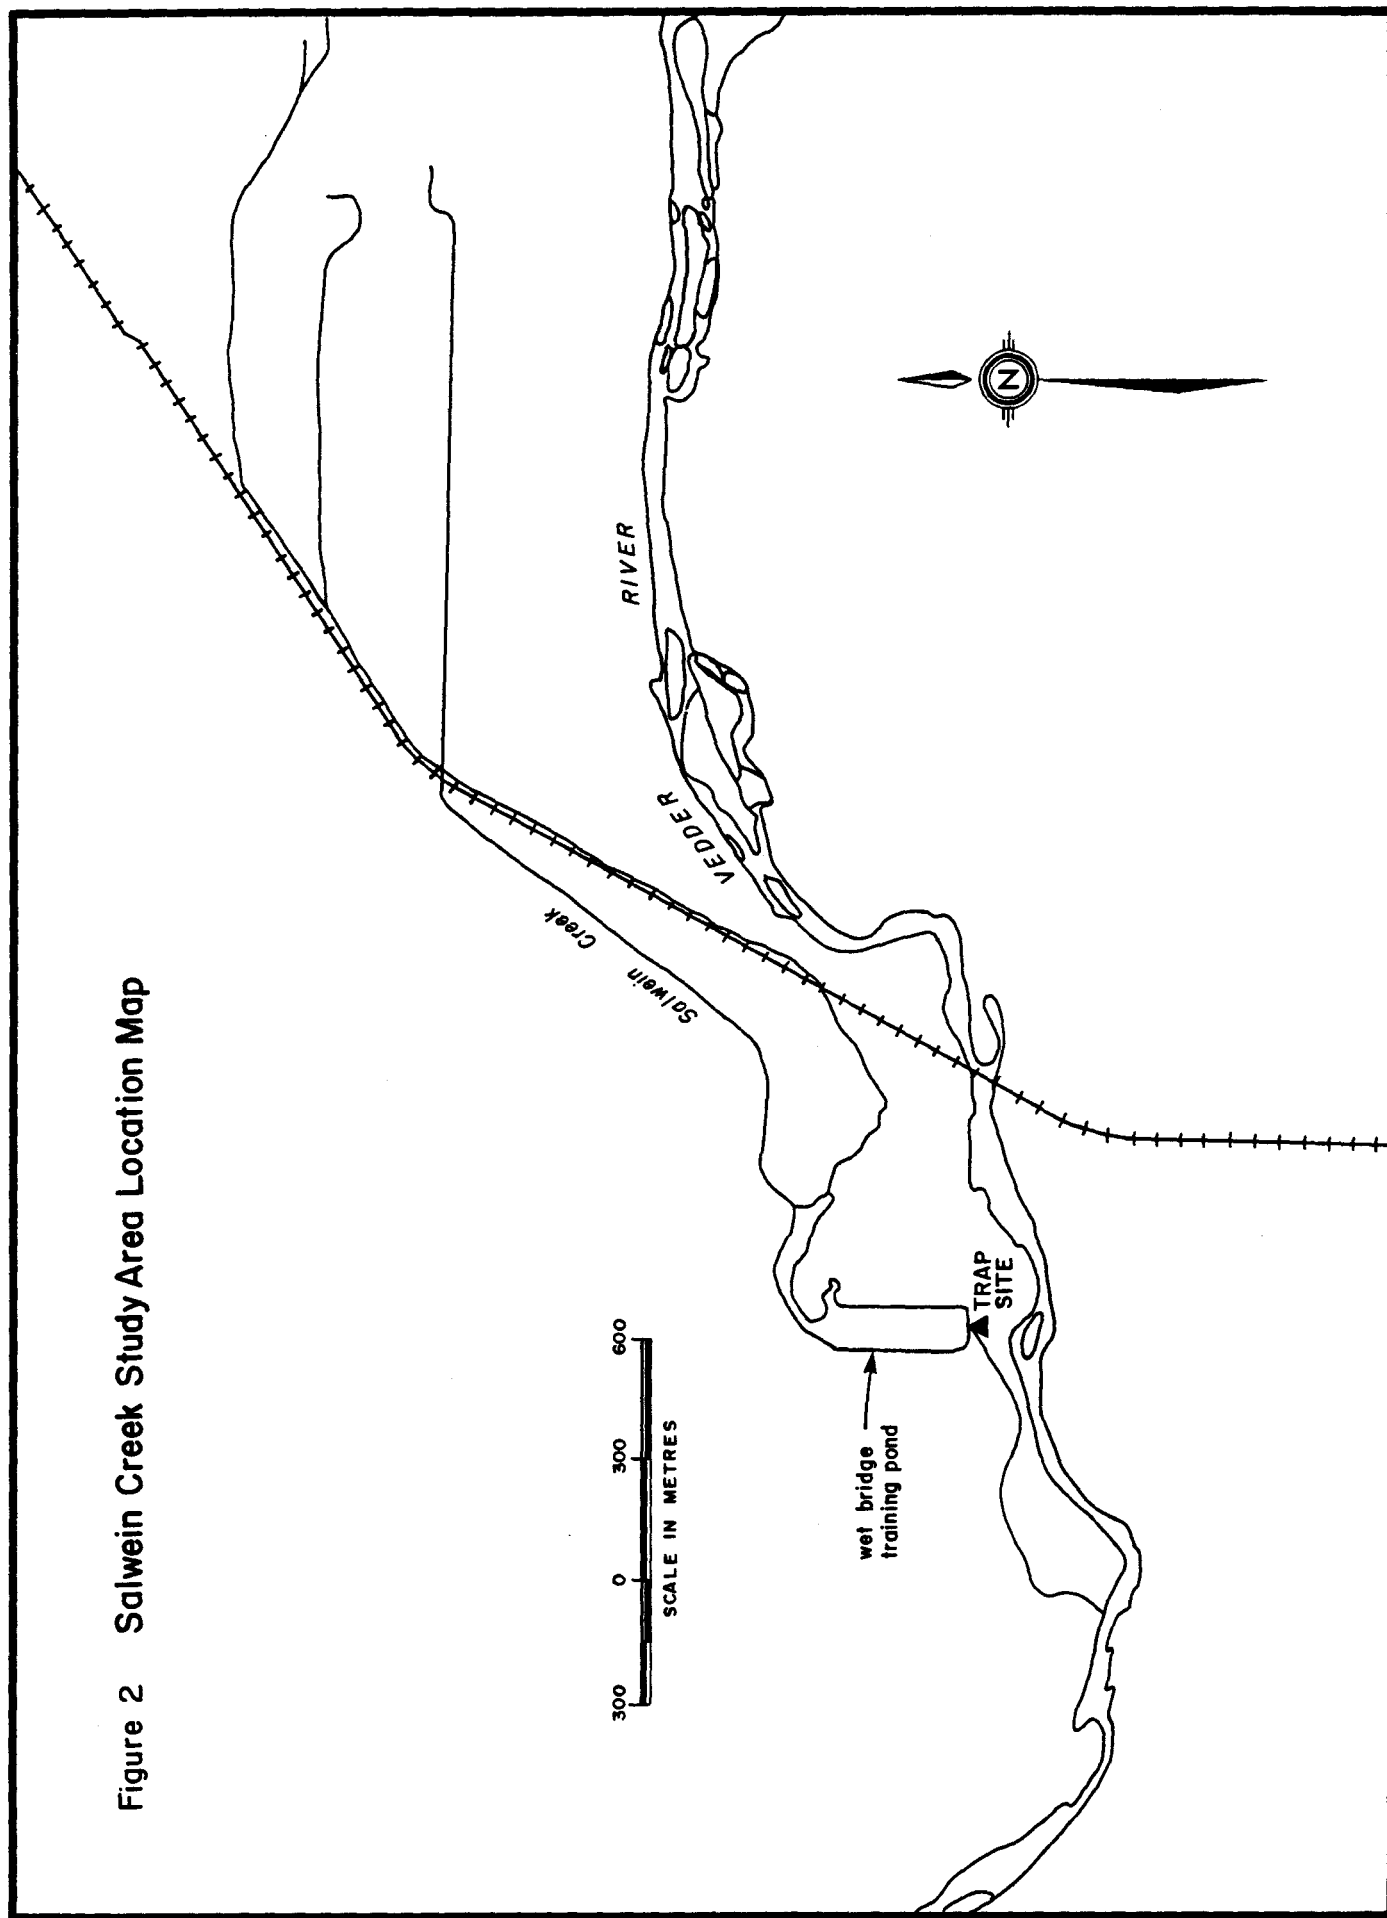 Figure 2 Salwein Creek Study Area Location Map
300 0 300 600
SCALE IN METRES
wet bridge
training pond
TRAP
SITE
Salwein Creek
VEDDER RIVER
N